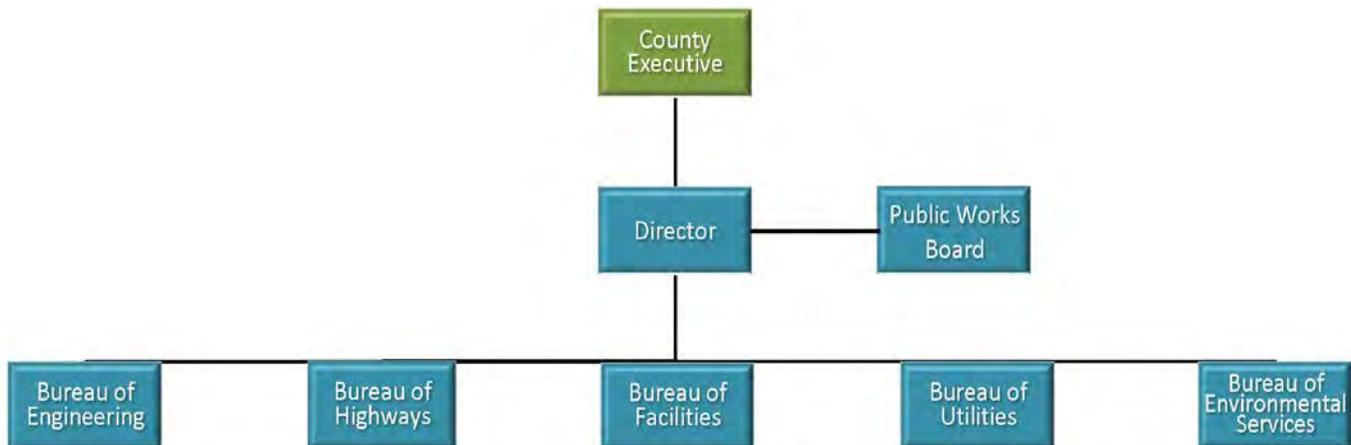 County
Executive
Director
Public Works
Board
Bureau of
Engineering
Bureau of
Highways
Bureau of
Facilities
Bureau of
Utilities
Bureau of
Environmental
Services